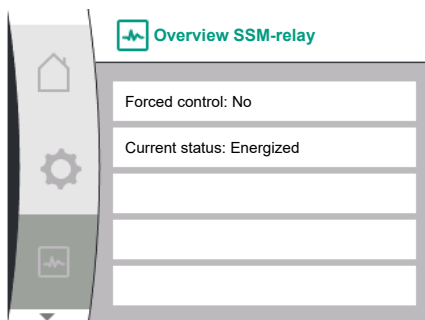 Overview SSM-relay
Forced control: No
Current status: Energized